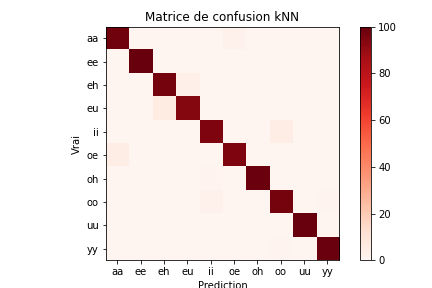 Matrice de confusion kNN
100
80
60
40
20
0
Vrai
aa
ee
eh
eu
ii
oe
oh
oo
uu
yy
aa ee eh eu ii oe oh oo uu yy
Prediction